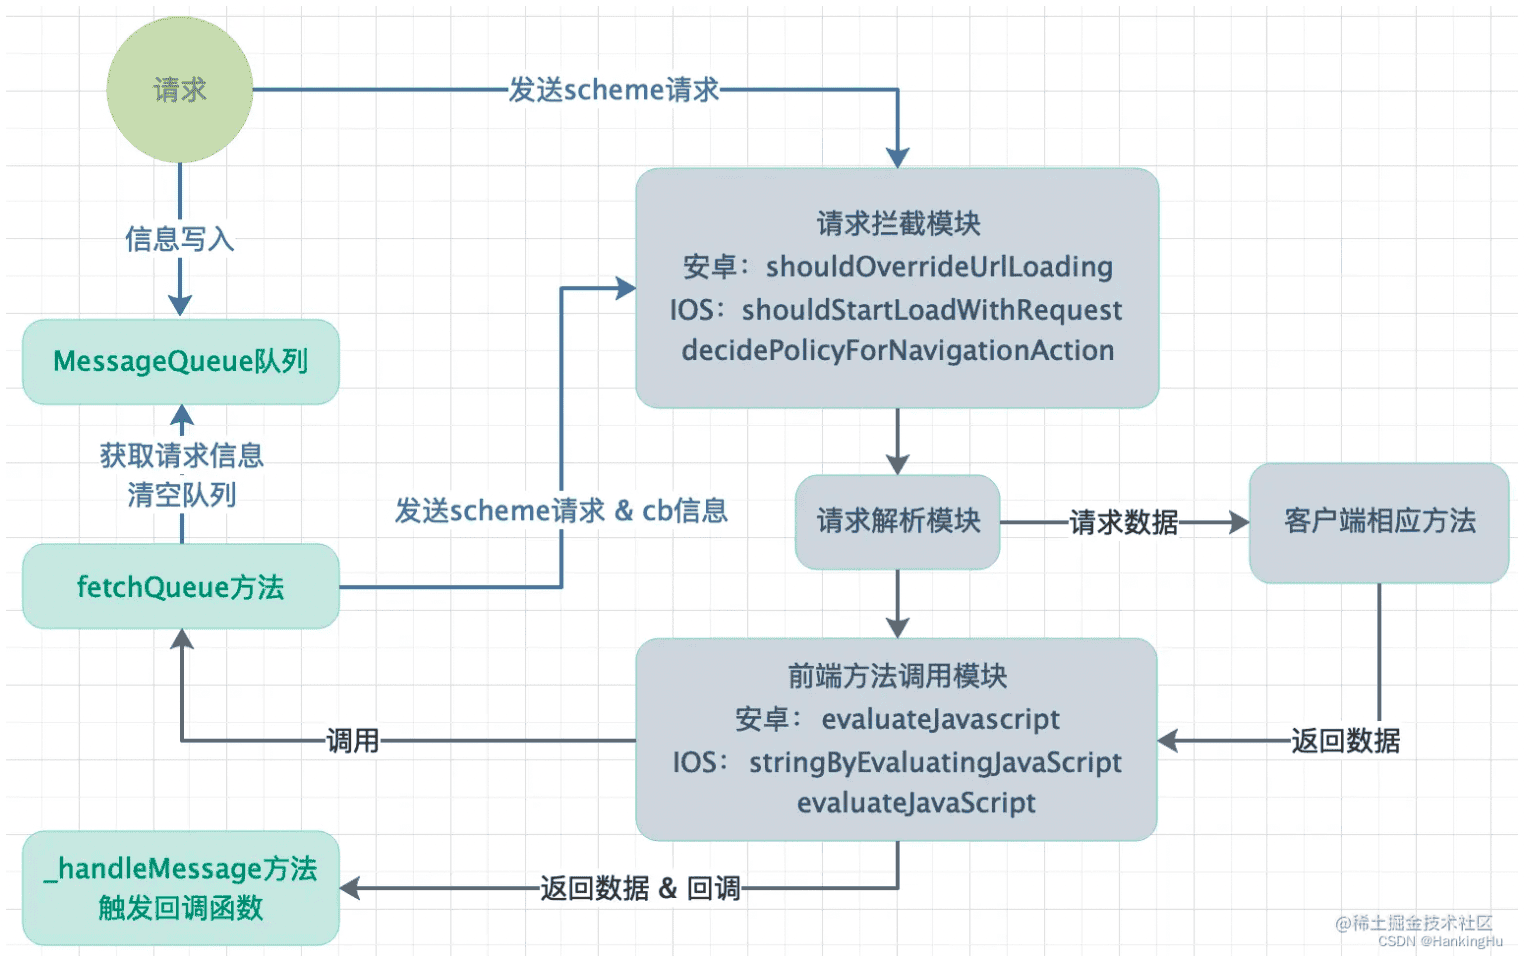 请求
发送scheme请求
信息写入
请求拦截模块
安卓：shouldOverrideUrlLoading
IOS：shouldStartLoadWithRequest
decidePolicyForNavigationAction
MessageQueue队列
获取请求信息
清空队列
发送scheme请求 & cb信息
请求解析模块
请求数据
客户端相应方法
fetchQueue方法
前端方法调用模块
安卓： evaluateJavascript
IOS： stringByEvaluatingJavaScript
evaluateJavaScript
调用
返回数据
_handleMessage方法
触发回调函数
返回数据 & 回调
@稀土掘金技术社区
CSDN @HankingHu